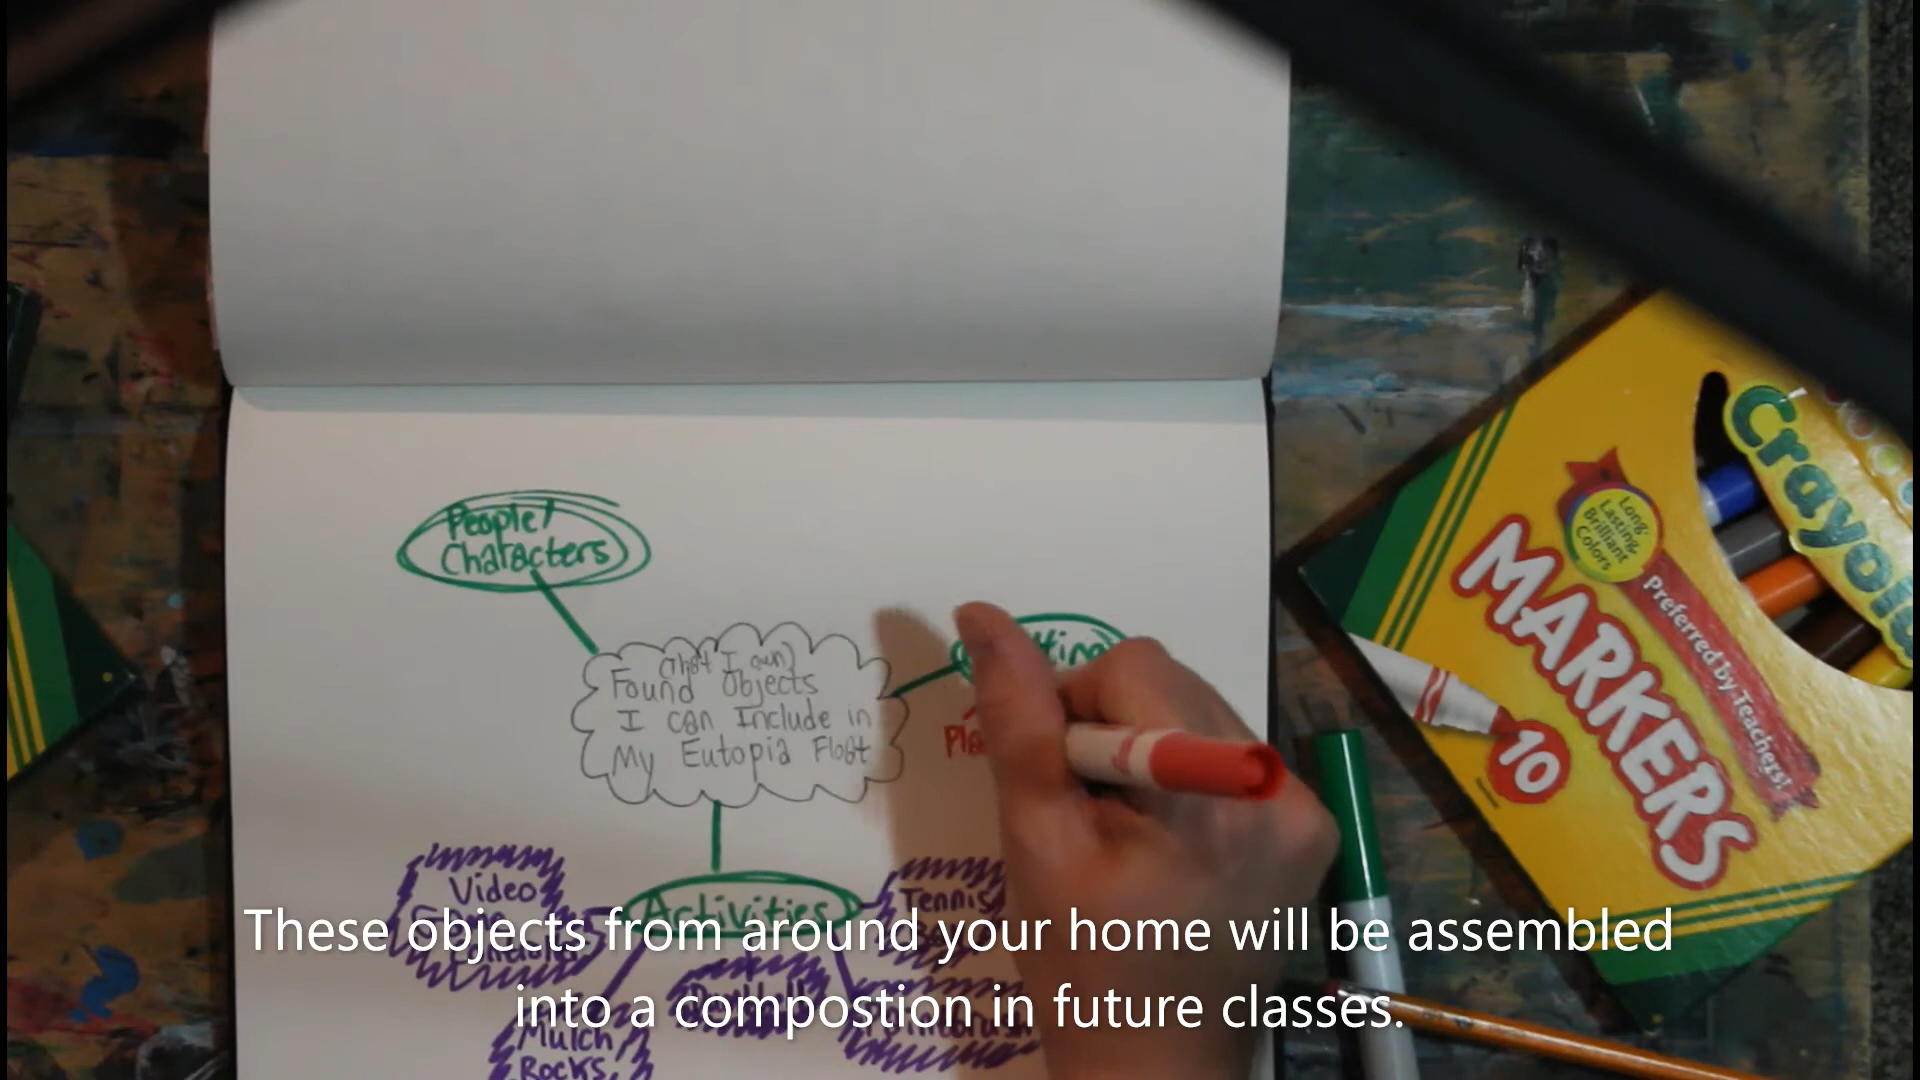 People/
Characters
(That I own)
Found Objects
I can Include in
My Eutopia Float
Activities
Video
Tennis
Mulch
Rocks
Crayola
MARKERS
10
Long
Lasting,
Brilliant
Colors
Preferred by Teachers!
These objects from around your home will be assembled
into a compostion in future classes.